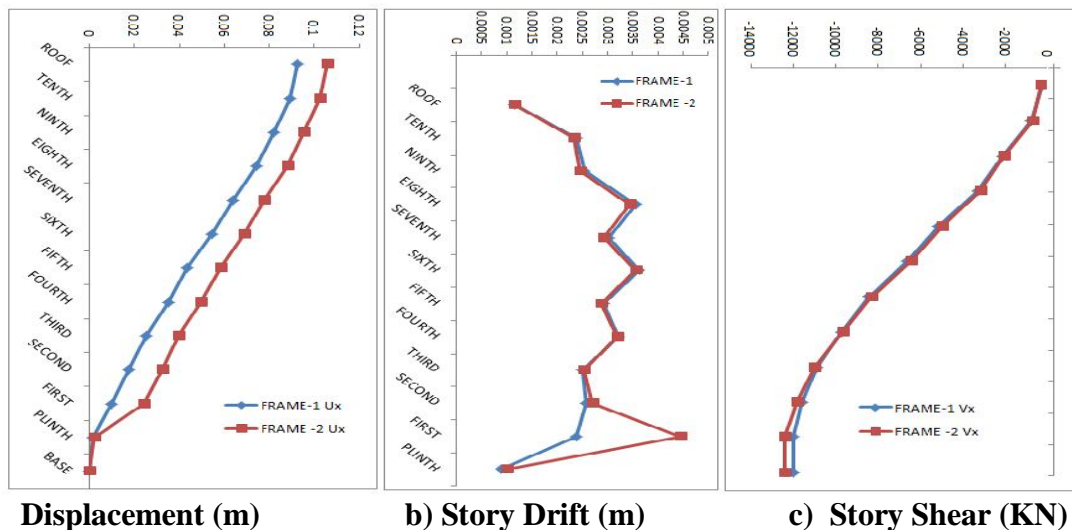 0
0.02
0.04
0.06
0.08
0.1
0.12
ROOF
TENTH
NINTH
EIGHTH
SEVENTH
SIXTH
FIFTH
FOURTH
THIRD
SECOND
FIRST
PLINTH
BASE
FRAME-1 Ux
FRAME -2 Ux
0
0.0005
0.001
0.0015
0.002
0.0025
0.003
0.0035
0.004
0.0045
0.005
FRAME-1
FRAME -2
ROOF
TENTH
NINTH
EIGHTH
SEVENTH
SIXTH
FIFTH
FOURTH
THIRD
SECOND
FIRST
PLINTH
-14000
-12000
-10000
-8000
-6000
-4000
-2000
0
FRAME-1 Vx
FRAME -2 Vx
Displacement (m) b) Story Drift (m) c) Story Shear (KN)